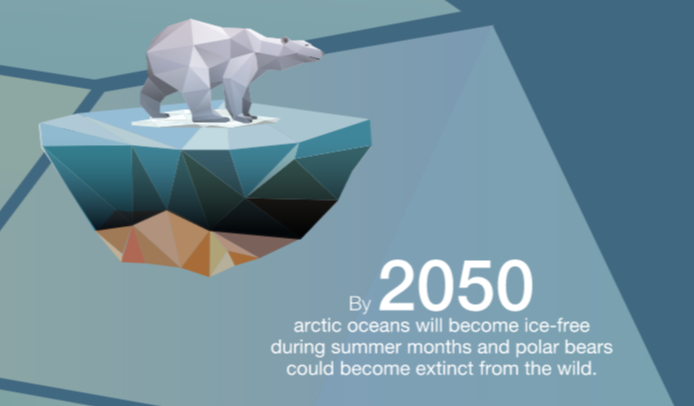 By 2050
arctic oceans will become ice-free
during summer months and polar bears
could become extinct from the wild.